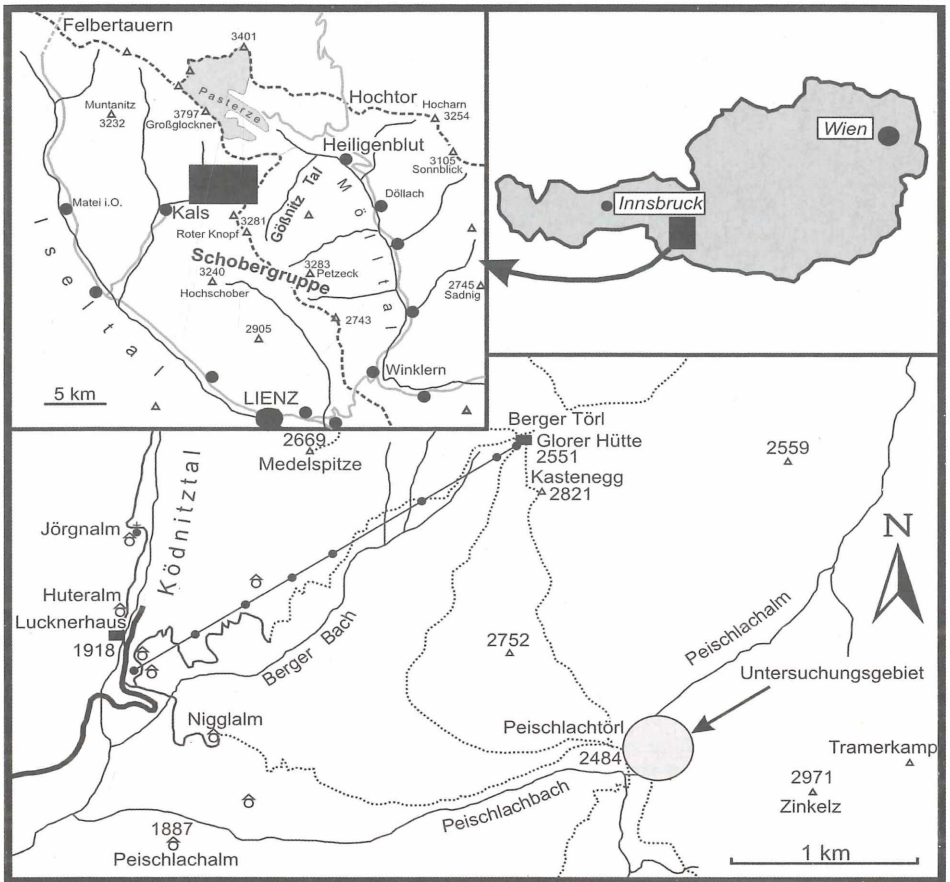 Felbertauern
3401
Pasterze
Hochtor
Muntanitz
3232
3797
Großglockner
Hocharn
3254
Heiligenblut
3105
Sonnblick
Matei i.O.
Kals
Gößnitz Tal
Mölltal
Döllach
3281
Roter Knopf
Schobergruppe
3283
Petzeck
3240
Hochschober
2745
Sadnig
Iseltal
2905
2743
Winklern
5 km
LIENZ
Wien
Innsbruck
2669
Medelspitze
Berger Törl
Glorer Hütte
2551
Kastenegg
2821
2559
Ködnitztal
Jörgnalm
N
Huteralm
Lucknerhaus
1918
Berger Bach
2752
Peischlachalm
Untersuchungsgebiet
Nigglalm
Peischlachtörl
2484
Tramerkamp
2971
Zinkelz
Peischlachbach
1887
Peischlachalm
1 km